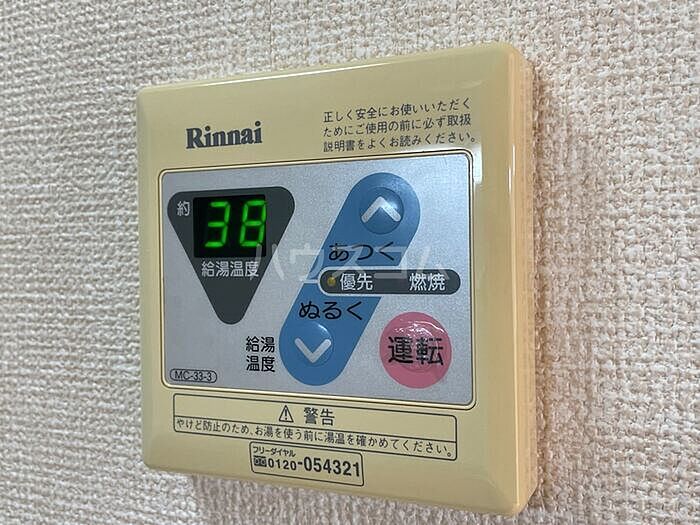 Rinnai
正しく安全にお使いいただく
ためにご使用の前に必ず取扱
説明書をよくお読みください。
約
38
給湯温度
あつく
優先 燃焼
ぬるく
給湯
温度
運転
MC-33-3
ハウスコム
⚠ 警告
やけど防止のため、お湯を使う前に湯温を確かめてください。
フリーダイヤル
0120-054321